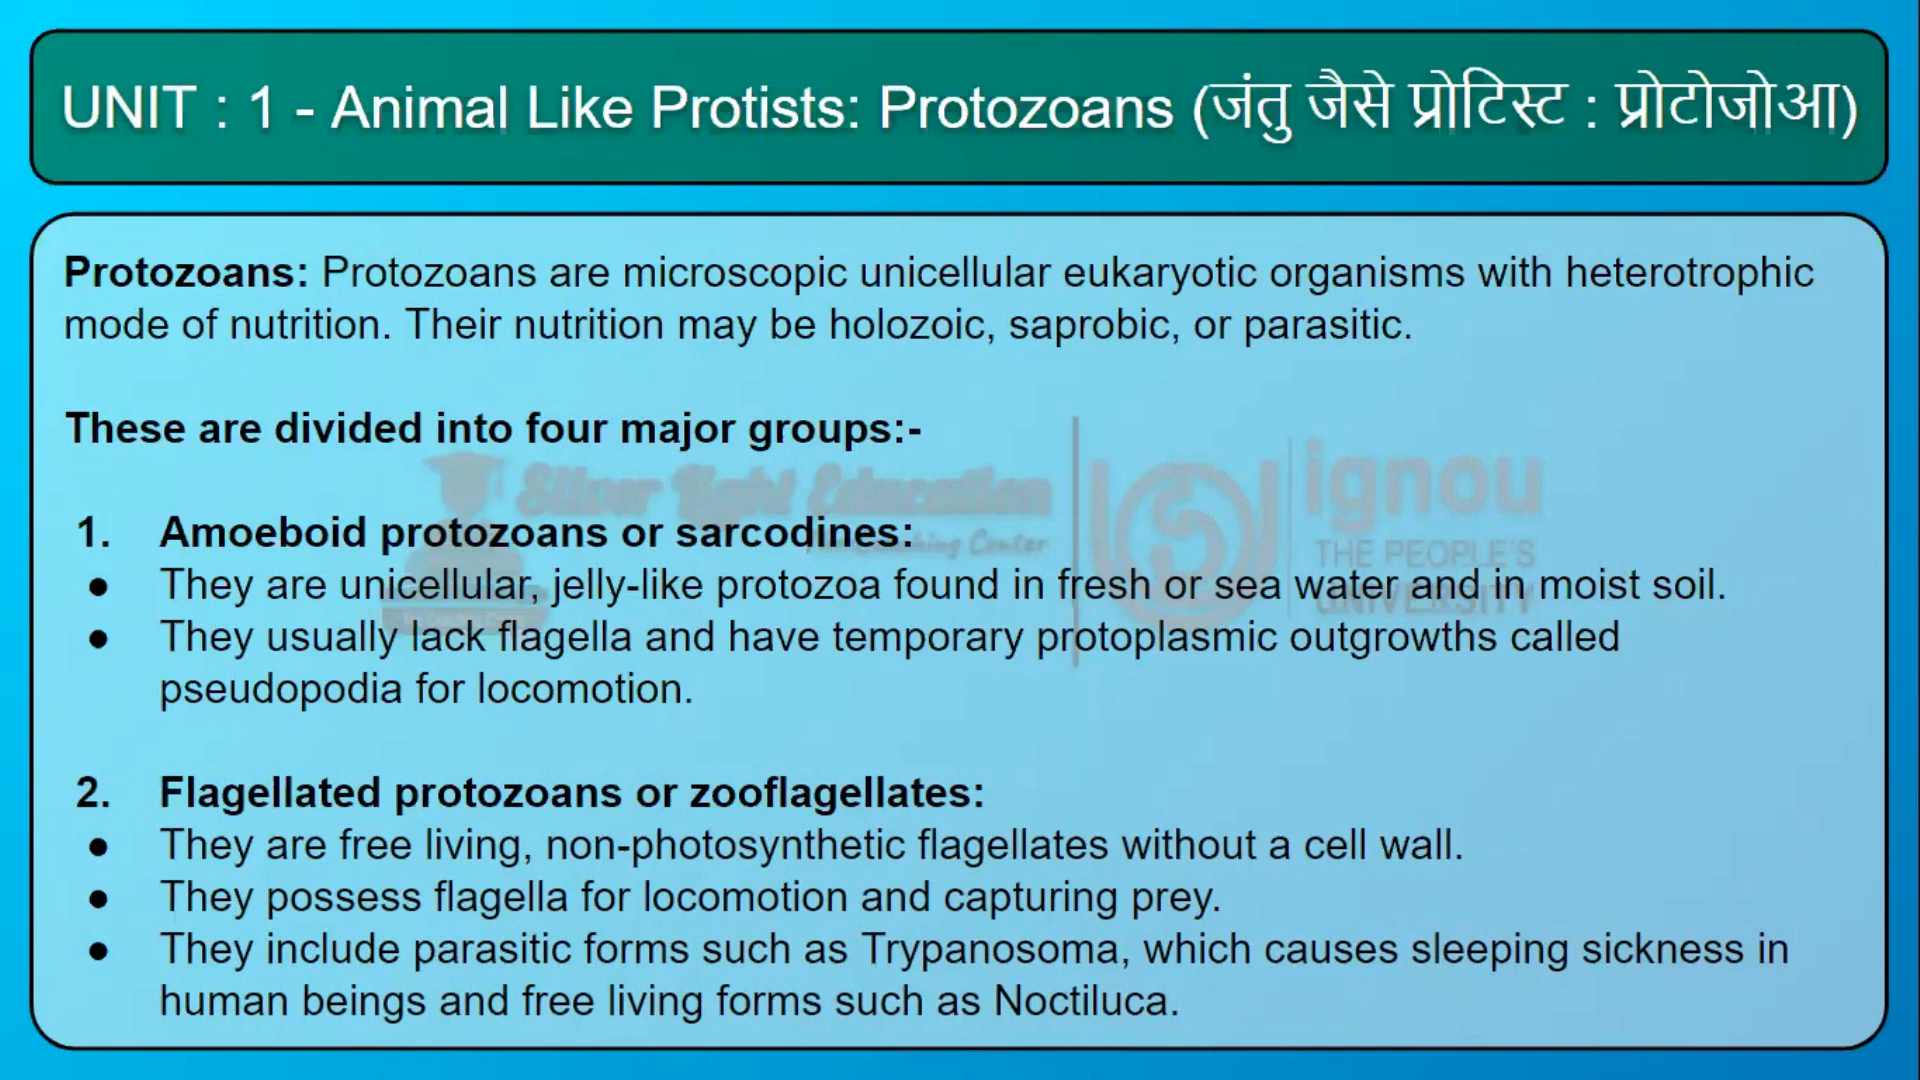 UNIT : 1 - Animal Like Protists: Protozoans (जंतु जैसे प्रोटिस्ट : प्रोटोजोआ)
Protozoans: Protozoans are microscopic unicellular eukaryotic organisms with heterotrophic
mode of nutrition. Their nutrition may be holozoic, saprobic, or parasitic.
These are divided into four major groups:-
Silver Light Education
ignou
1. Amoeboid protozoans or sarcodines:
Center
THE PEOPLE'S
● They are unicellular, jelly-like protozoa found in fresh or sea water and in moist soil.
UNIVERSITY
● They usually lack flagella and have temporary protoplasmic outgrowths called
pseudopodia for locomotion.
2. Flagellated protozoans or zooflagellates:
● They are free living, non-photosynthetic flagellates without a cell wall.
● They possess flagella for locomotion and capturing prey.
● They include parasitic forms such as Trypanosoma, which causes sleeping sickness in
human beings and free living forms such as Noctiluca.